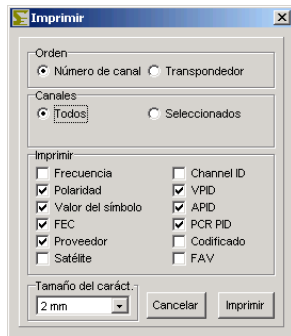 Imprimir
Orden
Número de canal Transpondedor
Canales
Todos Seleccionados
Imprimir
Frecuencia Channel ID
Polaridad VPID
Valor del símbolo APID
FEC PCR PID
Proveedor Codificado
Satélite FAV
Tamaño del caráct.
2 mm Cancelar Imprimir